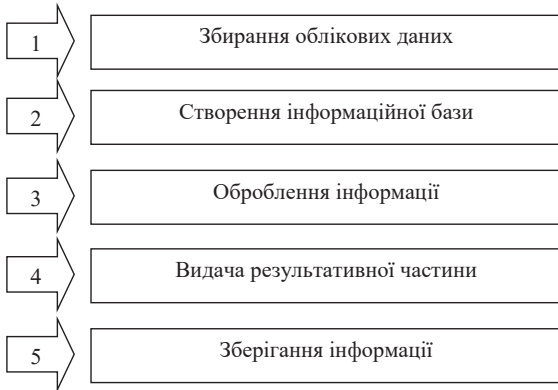 1 Збирання облікових даних
2 Створення інформаційної бази
3 Оброблення інформації
4 Видача результативної частини
5 Зберігання інформації